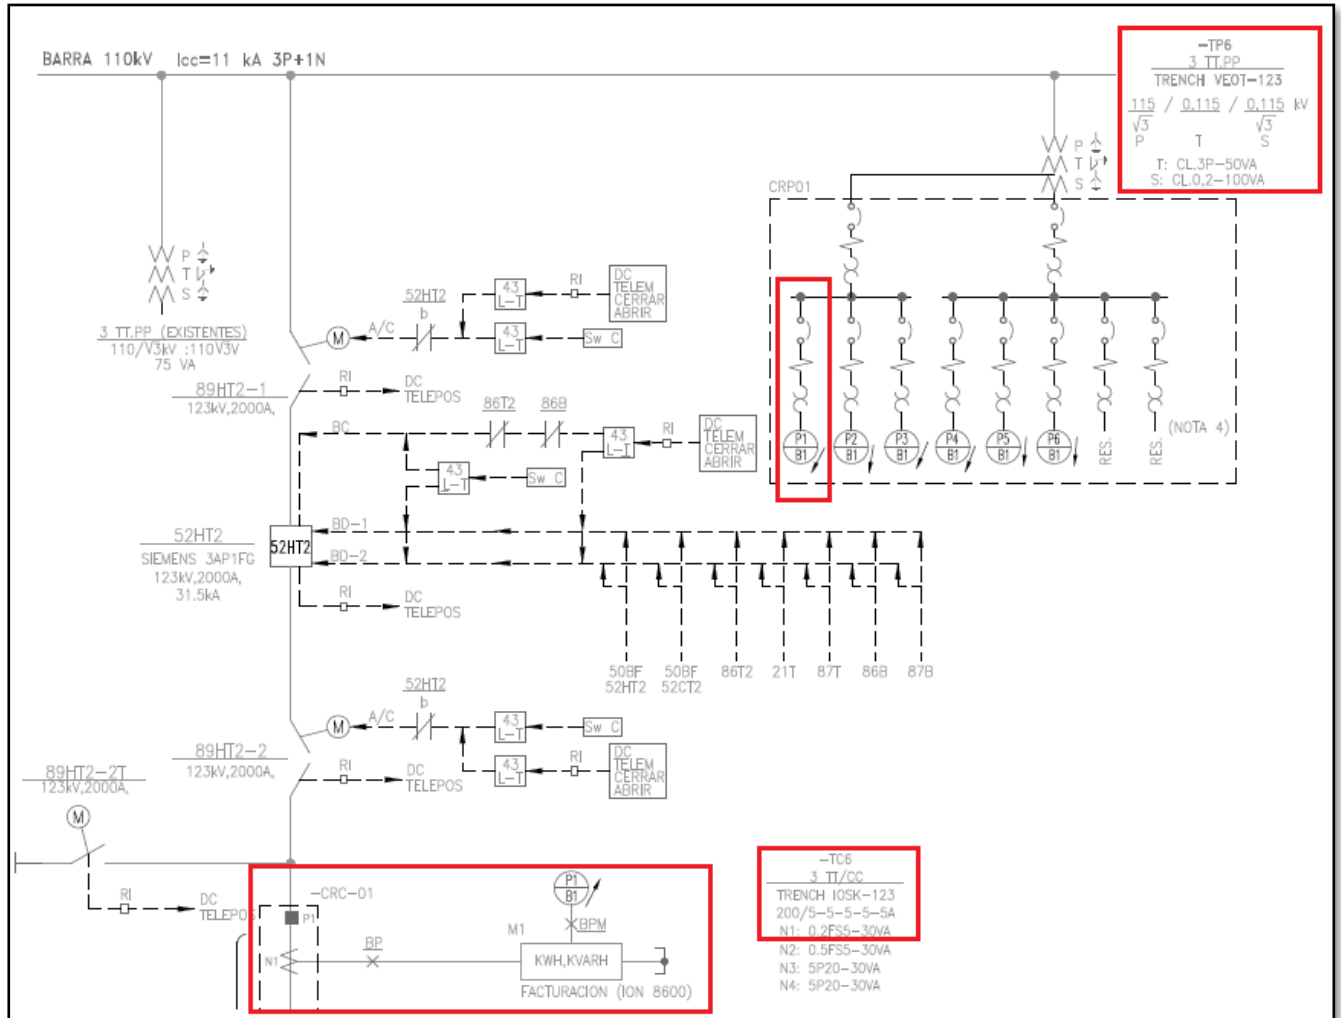 BARRA 110kV Icc=11 kA 3P+1N
-TP6
3 TT.PP
TRENCH VEOT-123
115 / 0,115 / 0,115 kV
√3 √3
P T S
T: CL.3P-50VA
S: CL.0,2-100VA
P
T
S
CRP01
P
T
S
3 TT.PP (EXISTENTES)
110/√3kV :110√3V
75 VA
52HT2
b
A/C
M
43
L-T
RI
DC
TELEM
CERRAR
ABRIR
43
L-T
Sw C
89HT2-1
123kV,2000A,
RI
DC
TELEPOS
P1
B1
P2
B1
P3
B1
P4
B1
P5
B1
P6
B1
RES.
RES.
(NOTA 4)
BC
86T2
86B
43
L-T
RI
DC
TELEM
CERRAR
ABRIR
43
L-T
Sw C
52HT2
SIEMENS 3AP1FG
123kV,2000A,
31.5kA
52HT2
BD-1
BD-2
RI
DC
TELEPOS
50BF
52HT2
50BF
52CT2
86T2
21T
87T
86B
87B
52HT2
b
A/C
M
43
L-T
Sw C
43
L-T
RI
DC
TELEM
CERRAR
ABRIR
89HT2-2
123kV,2000A,
RI
DC
TELEPOS
89HT2-2T
123kV,2000A,
M
RI
DC
TELEPOS
-CRC-01
P1
N1
BP
M1
P1
B1
BPM
KWH,KVARH
FACTURACION (ION 8600)
-TC6
3 TI/CC
TRENCH IOSK-123
200/5-5-5-5-5A
N1: 0.2FS5-30VA
N2: 0.5FS5-30VA
N3: 5P20-30VA
N4: 5P20-30VA